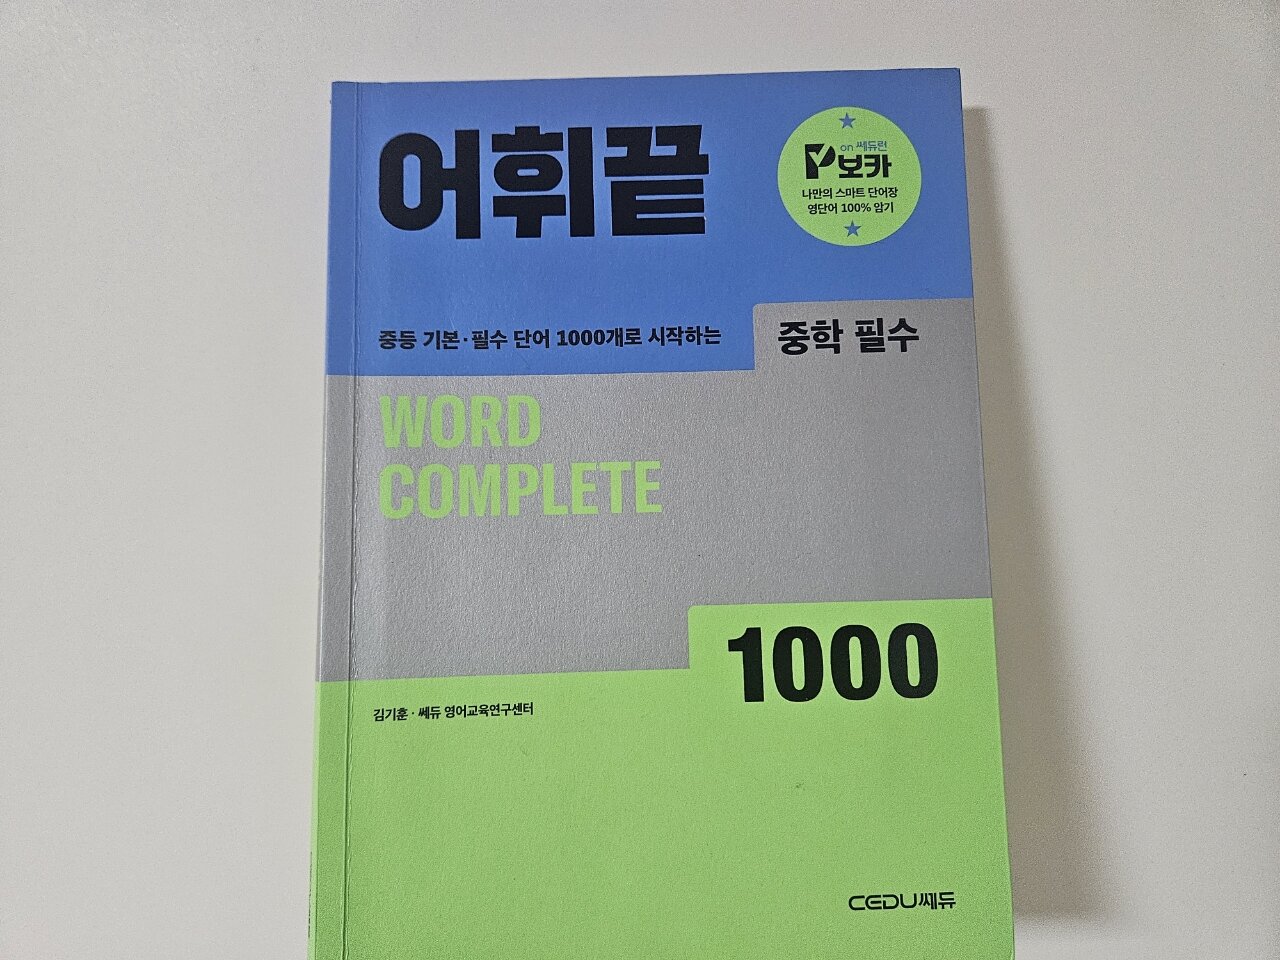 어휘끝
on 쎄듀런
보카
나만의 스마트 단어장
영단어 100% 암기
중등 기본·필수 단어 1000개로 시작하는
중학 필수
WORD
COMPLETE
1000
김기훈·쎄듀 영어교육연구센터
CEDU쎄듀